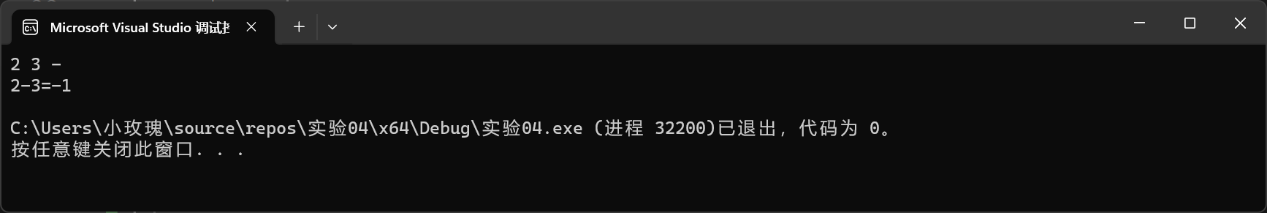 Microsoft Visual Studio 调试
2 3 -
2-3=-1
C:\Users\小玫瑰\source\repos\实验04\x64\Debug\实验04.exe (进程 32200)已退出，代码为 0。
按任意键关闭此窗口. . .